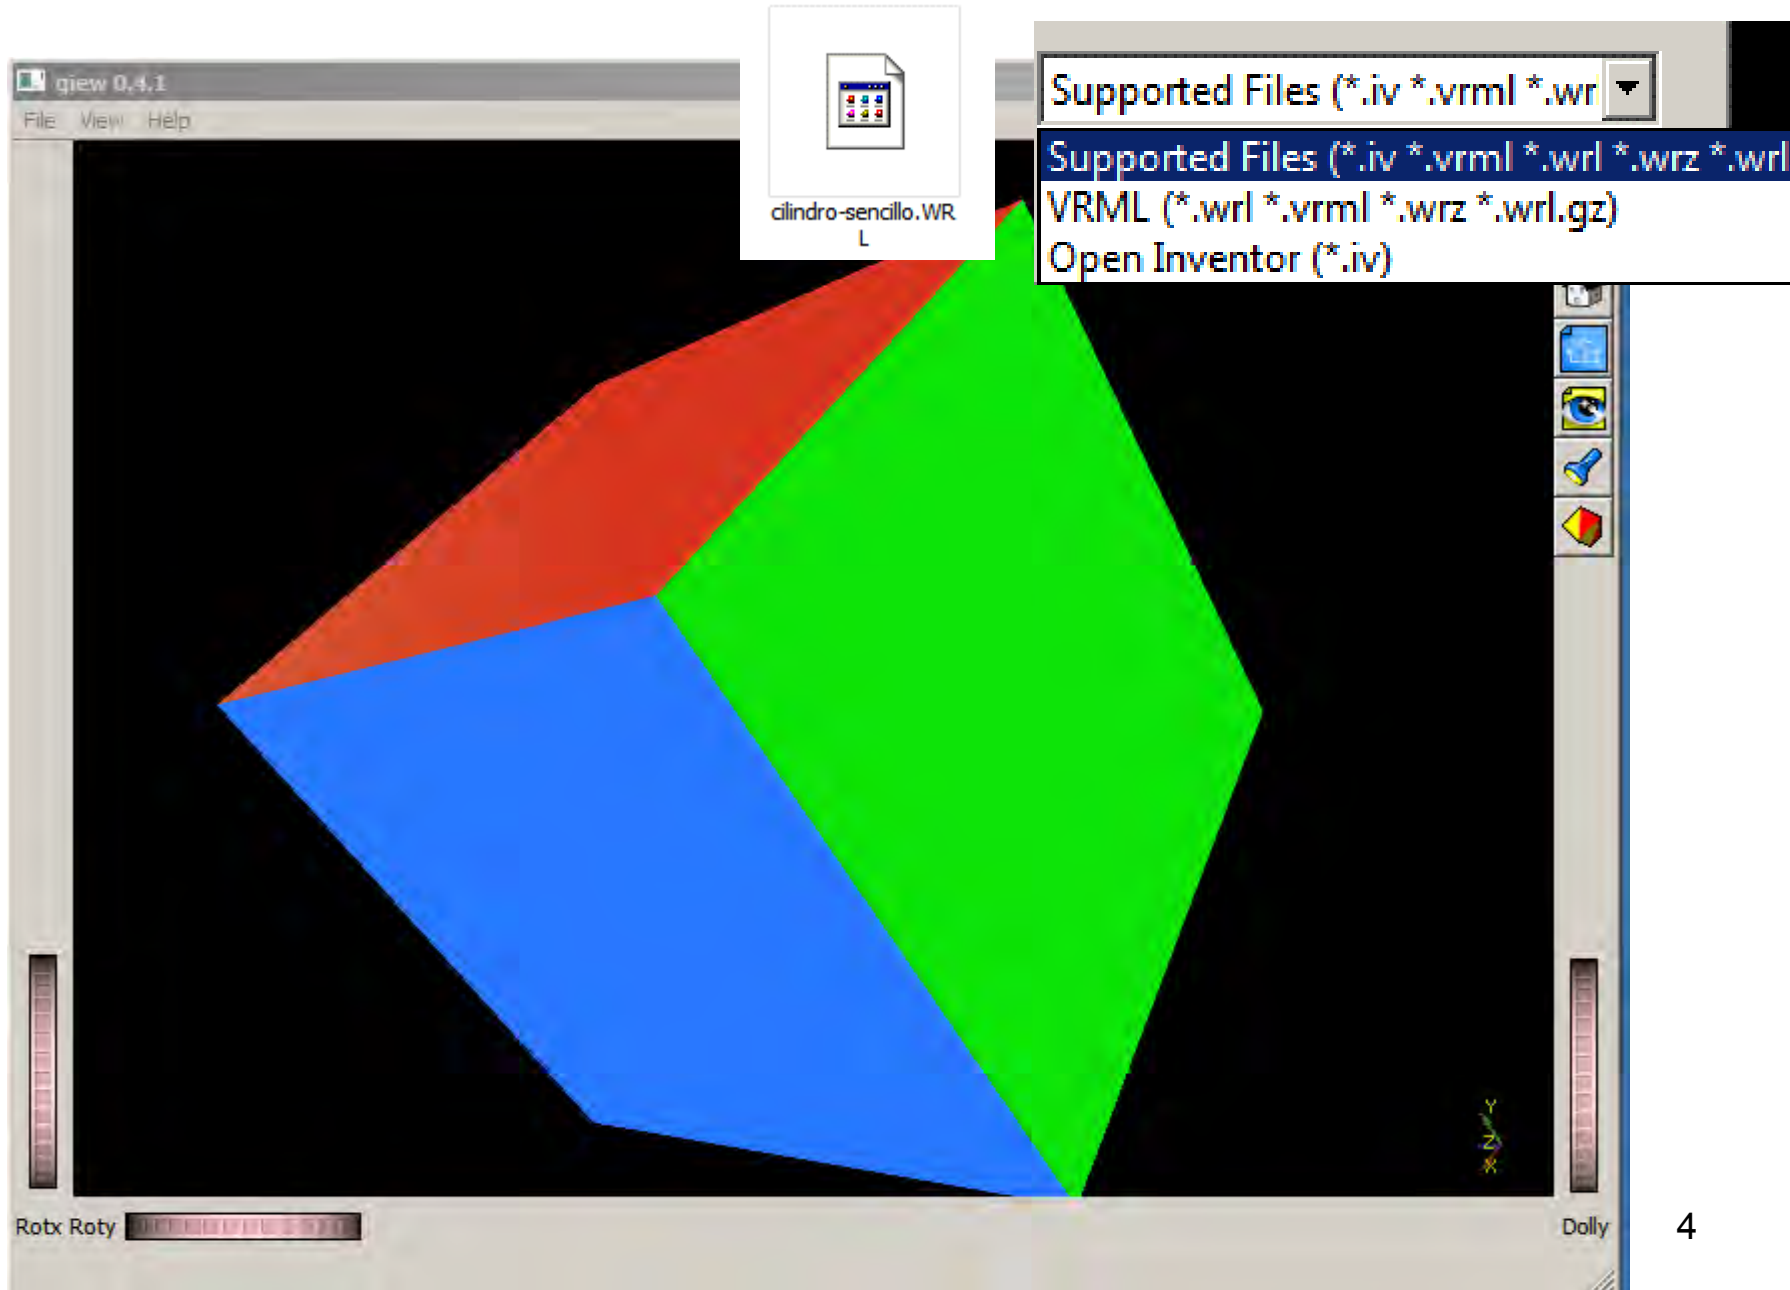 giew 0.4.1
File View Help
cilindro-sencillo.WR
L
Supported Files (*.iv *.vrml *.wr
Supported Files (*.iv *.vrml *.wrl *.wrz *.wrl
VRML (*.wrl *.vrml *.wrz *.wrl.gz)
Open Inventor (*.iv)
Y
Z
X
Rotx Roty
Dolly
4